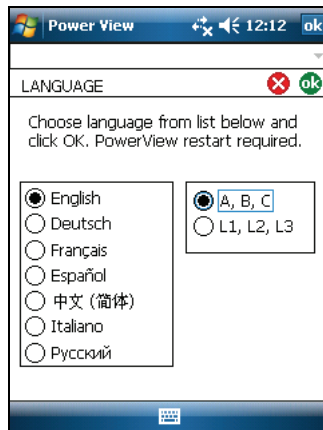 Power View 12:12 ok
LANGUAGE ok
Choose language from list below and
click OK. PowerView restart required.
English
Deutsch
Français
Español
中文 (简体)
Italiano
Русский
A, B, C
L1, L2, L3